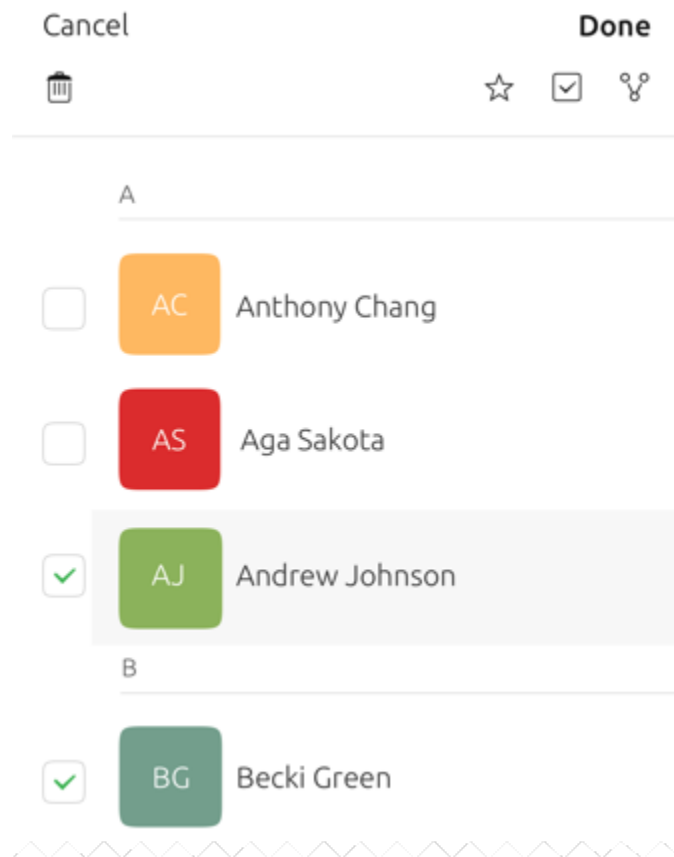 Cancel Done
A
AC Anthony Chang
AS Aga Sakota
AJ Andrew Johnson
B
BG Becki Green